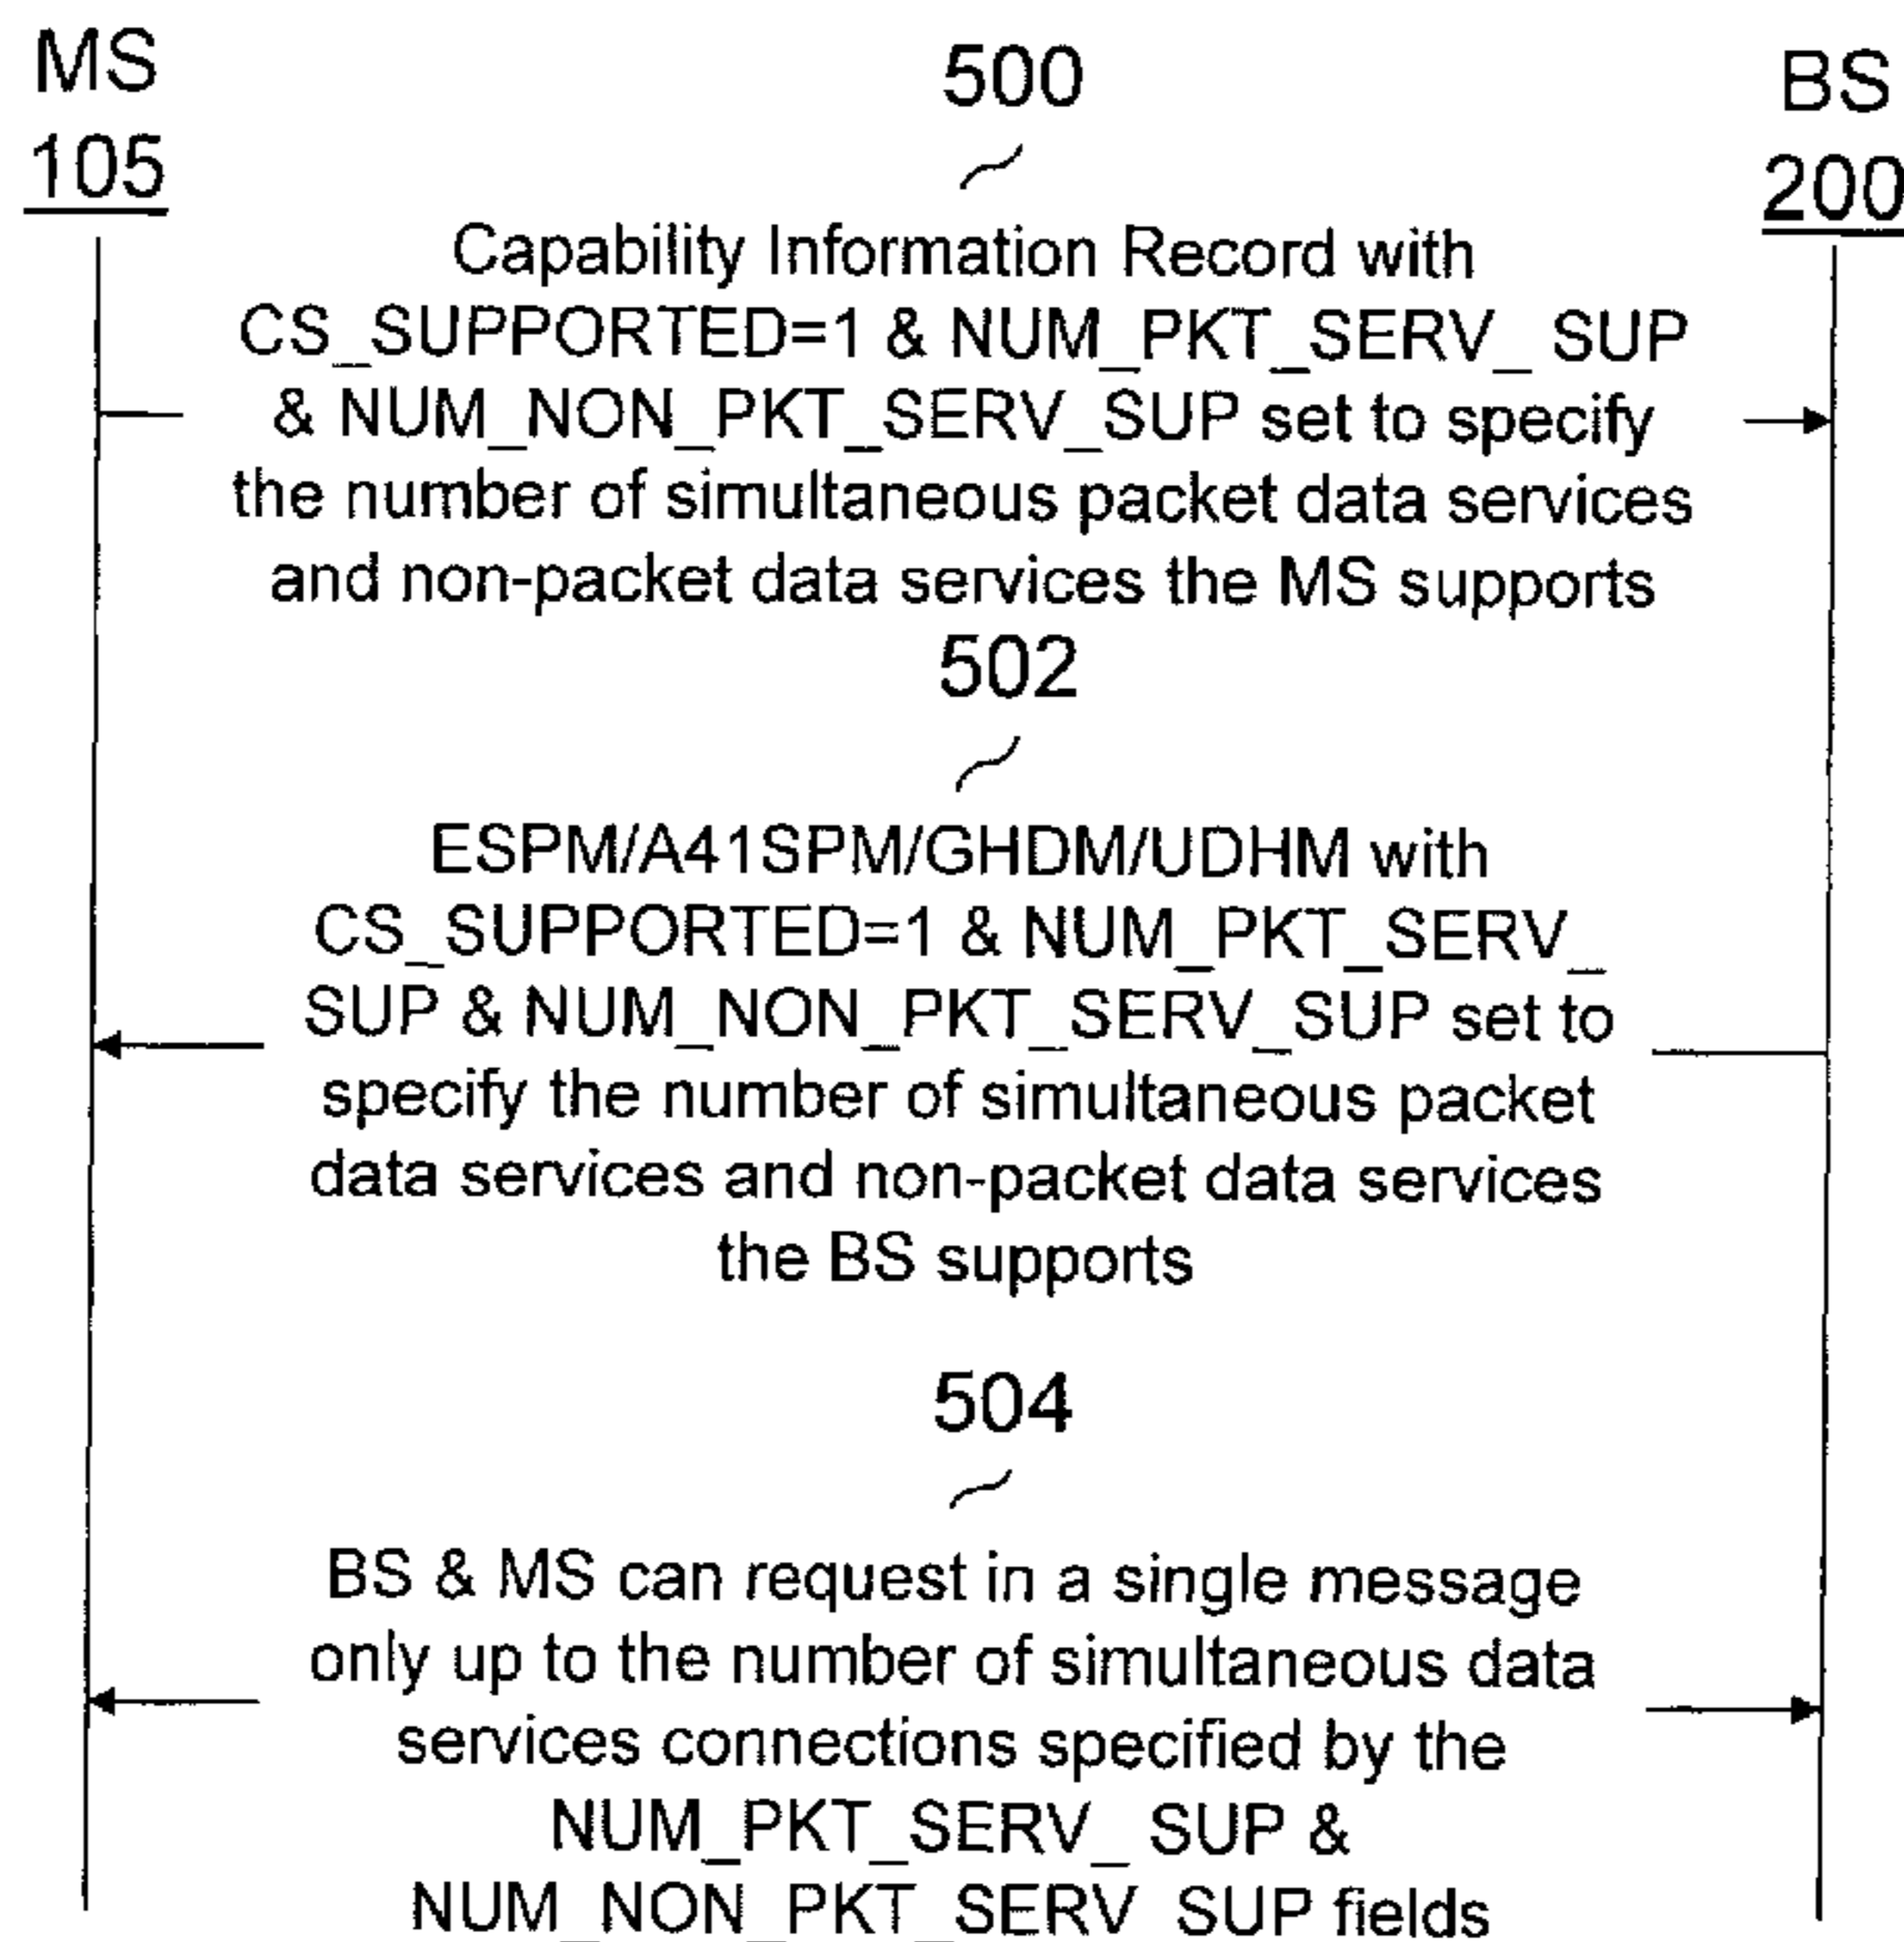 MS
105
500
BS
200
Capability Information Record with
CS_SUPPORTED=1 & NUM_PKT_SERV_ SUP
& NUM_NON_PKT_SERV_SUP set to specify
the number of simultaneous packet data services
and non-packet data services the MS supports
502
ESPM/A41SPM/GHDM/UDHM with
CS_SUPPORTED=1 & NUM_PKT_SERV_
SUP & NUM_NON_PKT_SERV_SUP set to
specify the number of simultaneous packet
data services and non-packet data services
the BS supports
504
BS & MS can request in a single message
only up to the number of simultaneous data
services connections specified by the
NUM_PKT_SERV_ SUP &
NUM_NON_PKT_SERV_SUP fields